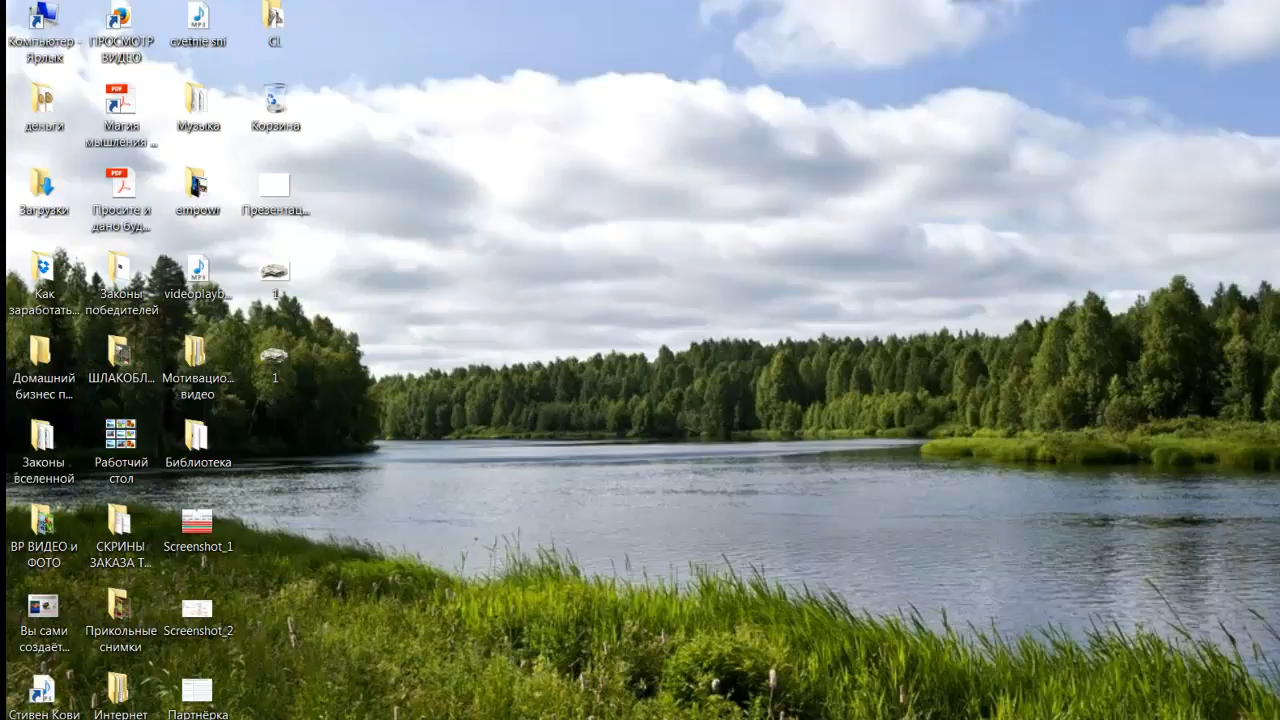 Компьютер -
Ярлык
ПРОСМОТР
ВИДЕО
cvetnie sni
CL
деньги
Магия
мышления ...
Музыка
Корзина
Загрузки
Просите и
дано буд...
empowr
Презентац...
Как
заработать...
Законы
победителей
videoplayb...
1
Домашний
бизнес п...
ШЛАКОБЛ...
Мотивацио...
видео
1
Законы
вселенной
Работчий
стол
Библиотека
ВР ВИДЕО и
ФОТО
СКРИНЫ
ЗАКАЗА Т...
Screenshot_1
Вы сами
создаёт...
Прикольные
снимки
Screenshot_2
Стивен Кови
Интернет
Партнёрка